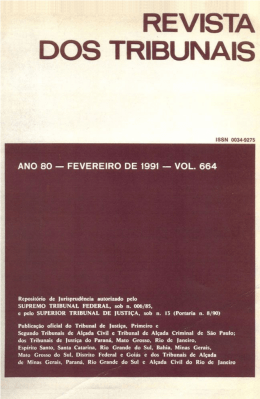 REVISTA
DOS TRIBUNAIS
ISSN 0034-9275
ANO 80 — FEVEREIRO DE 1991 — VOL. 664
Repositório de Jurisprudência autorizado pelo
SUPREMO TRIBUNAL FEDERAL, sob n. 006/85,
e pelo SUPERIOR TRIBUNAL DE JUSTIÇA, sob n. 13 (Portaria n. 8/90)
Publicação oficial do Tribunal de Justiça, Primeiro e
Segundo Tribunais de Alçada Civil e Tribunal de Alçada Criminal de São Paulo;
dos Tribunais de Justiça do Paraná, Mato Grosso, Rio de Janeiro,
Espírito Santo, Santa Catarina, Rio Grande do Sul, Bahia, Minas Gerais,
Mato Grosso do Sul, Distrito Federal e Goiás e dos Tribunais de Alçada
de Minas Gerais, Paraná, Rio Grande do Sul e Alçada Civil do Rio de Janeiro